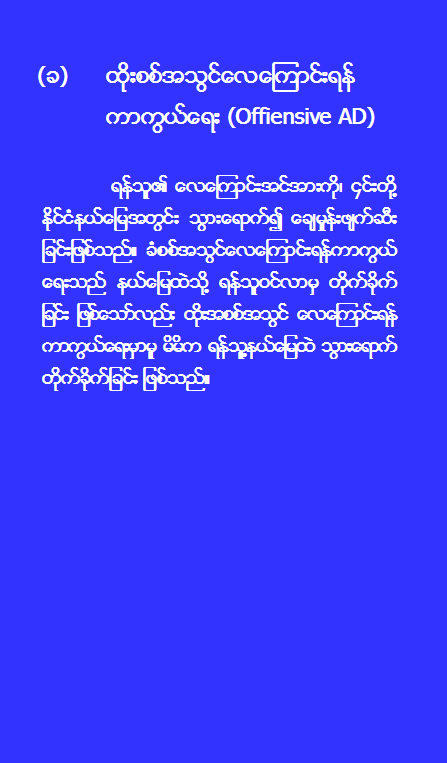 (ခ) ထိုးစစ်အသွင်လေကြောင်းရန်
ကာကွယ်ရေး (Offiensive AD)
ရန်သူ၏ လေကြောင်းအင်အားကို၊ ၄င်းတို့
နိုင်ငံနယ်မြေအတွင်း သွားရောက်၍ ချေမှုန်းဖျက်ဆီး
ခြင်းဖြစ်သည်။ ခံစစ်အသွင်လေကြောင်းရန်ကာကွယ်
ရေးသည် နယ်မြေထဲသို့ ရန်သူဝင်လာမှ တိုက်ခိုက်
ခြင်း ဖြစ်သော်လည်း ထိုးအစစ်အသွင် လေကြောင်းရန်
ကာကွယ်ရေးမှာမူ မိမိက ရန်သူ့နယ်မြေထဲ သွားရောက်
တိုက်ခိုက်ခြင်း ဖြစ်သည်။